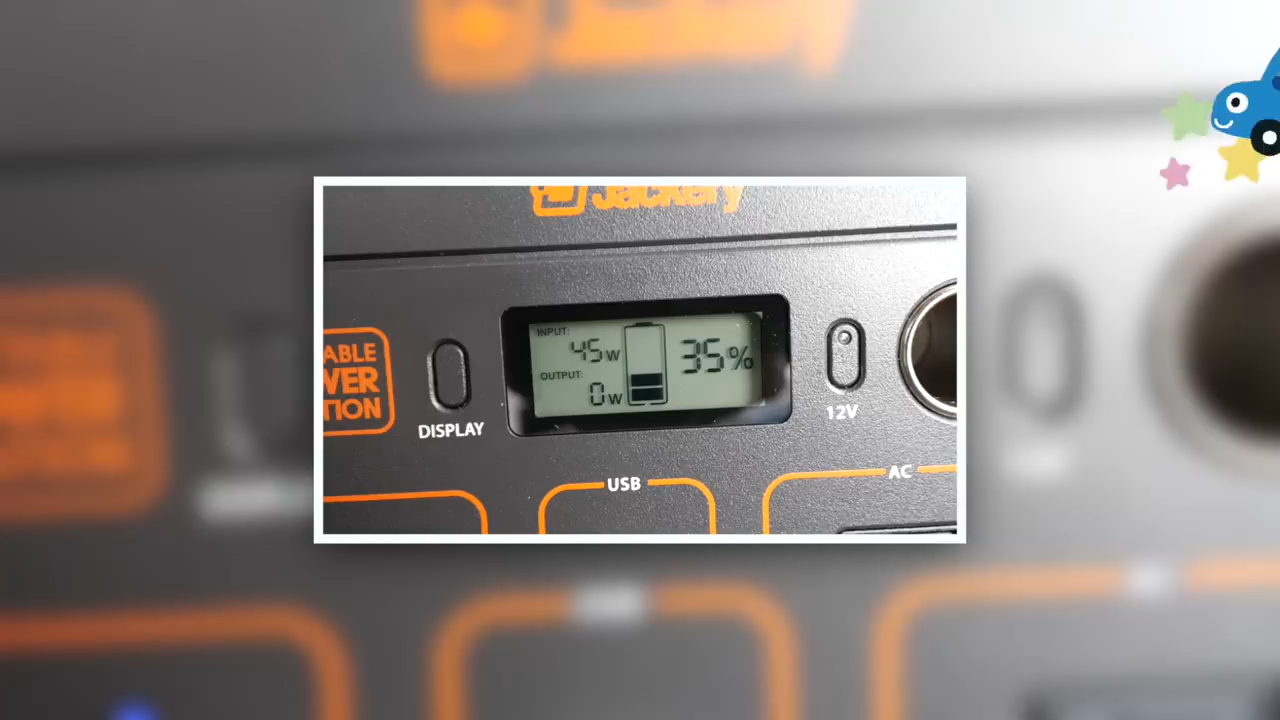 Jackery
INPUT:
45W
35%
OUTPUT:
0W
ABLE
VER
TION
DISPLAY
12V
USB
AC